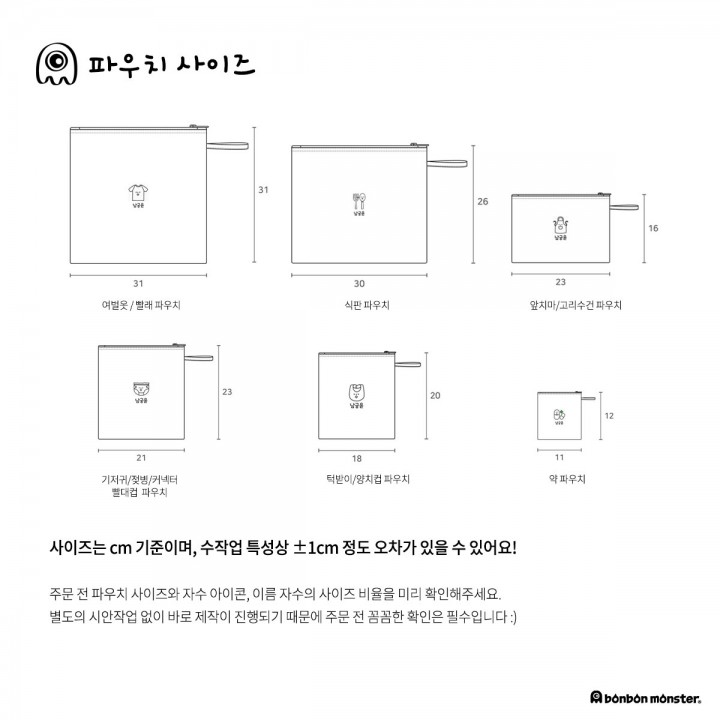 파우치 사이즈
남궁뿅
31
31
여벌옷 / 빨래 파우치
남궁뿅
26
30
식판 파우치
남궁뿅
16
23
앞치마/고리수건 파우치
남궁뿅
23
21
기저귀/젖병/커넥터
빨대컵 파우치
남궁뿅
20
18
턱받이/양치컵 파우치
12
11
약 파우치
사이즈는 cm 기준이며, 수작업 특성상 ±1cm 정도 오차가 있을 수 있어요!
주문 전 파우치 사이즈와 자수 아이콘, 이름 자수의 사이즈 비율을 미리 확인해주세요.
별도의 시안작업 없이 바로 제작이 진행되기 때문에 주문 전 꼼꼼한 확인은 필수입니다 :)
bonbon monster®